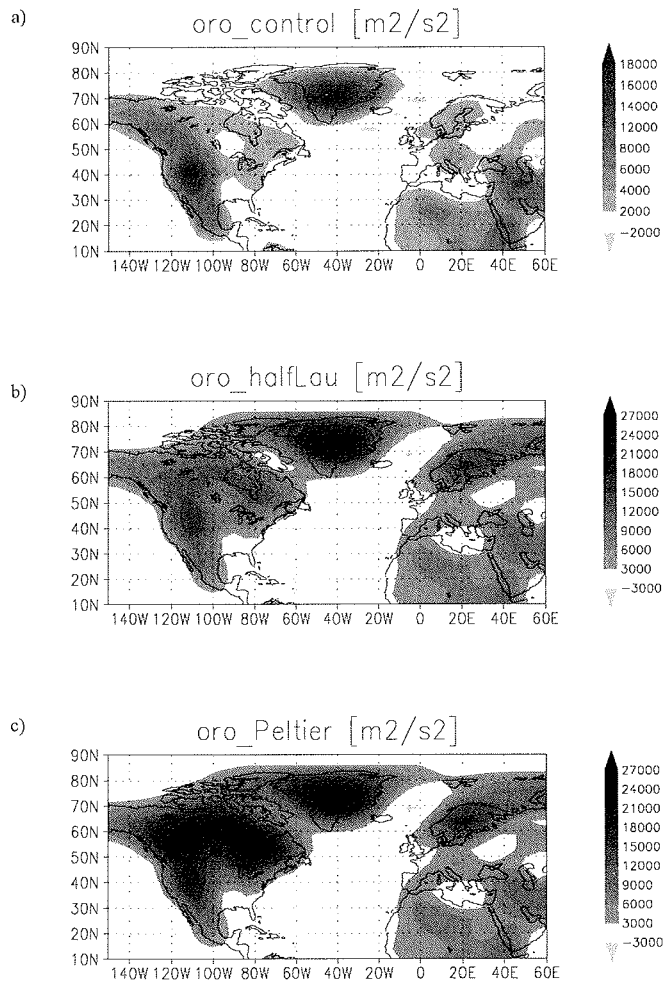 a)
oro_control [m2/s2]
90N
80N
70N
60N
50N
40N
30N
20N
10N
140W 120W 100W 80W 60W 40W 20W 0 20E 40E 60E
18000
16000
14000
12000
10000
8000
6000
4000
2000
-2000
b)
oro_halfLau [m2/s2]
90N
80N
70N
60N
50N
40N
30N
20N
10N
140W 120W 100W 80W 60W 40W 20W 0 20E 40E 60E
27000
24000
21000
18000
15000
12000
9000
6000
3000
-3000
c)
oro_Peltier [m2/s2]
90N
80N
70N
60N
50N
40N
30N
20N
10N
140W 120W 100W 80W 60W 40W 20W 0 20E 40E 60E
27000
24000
21000
18000
15000
12000
9000
6000
3000
-3000